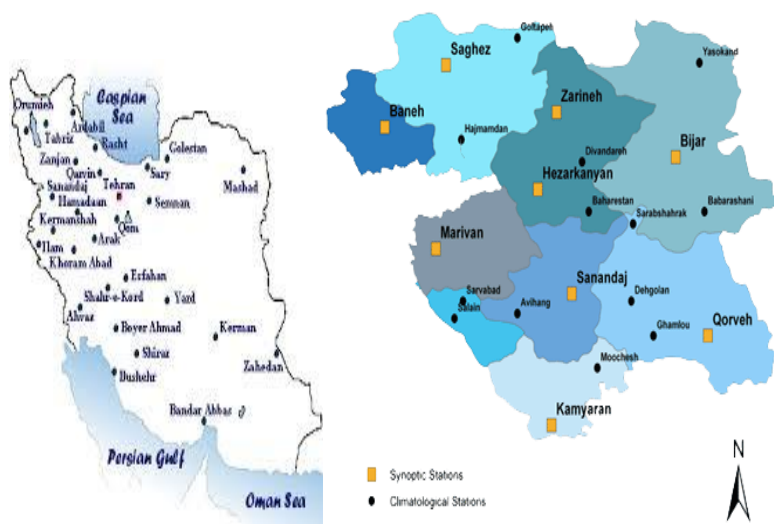 Caspian
Sea
Orumieh
Ardabil
Tabriz
Rasht
Golestan
Zanjan
Qazvin
Sary
Mashad
Sanandaj
Tehran
Hamadaan
Semnan
Kermanshah
Qom
Arak
Ilam
Khoram Abad
Esfahan
Shahr-e-Kord
Yazd
Ahvaz
Boyer Ahmad
Kerman
Shiraz
Zahedan
Bushehr
Bandar Abbas
Persian Gulf
Oman Sea
Goltapeh
Saghez
Yasokand
Zarineh
Baneh
Hajmamdan
Bijar
Divandareh
Hezarkanyan
Baharestan
Babarashani
Sarabshahrak
Marivan
Sanandaj
Sarvabad
Dehgolan
Salain
Avihang
Ghamlou
Qorveh
Moochesh
Kamyaran
Synoptic Stations
Climatological Stations
N